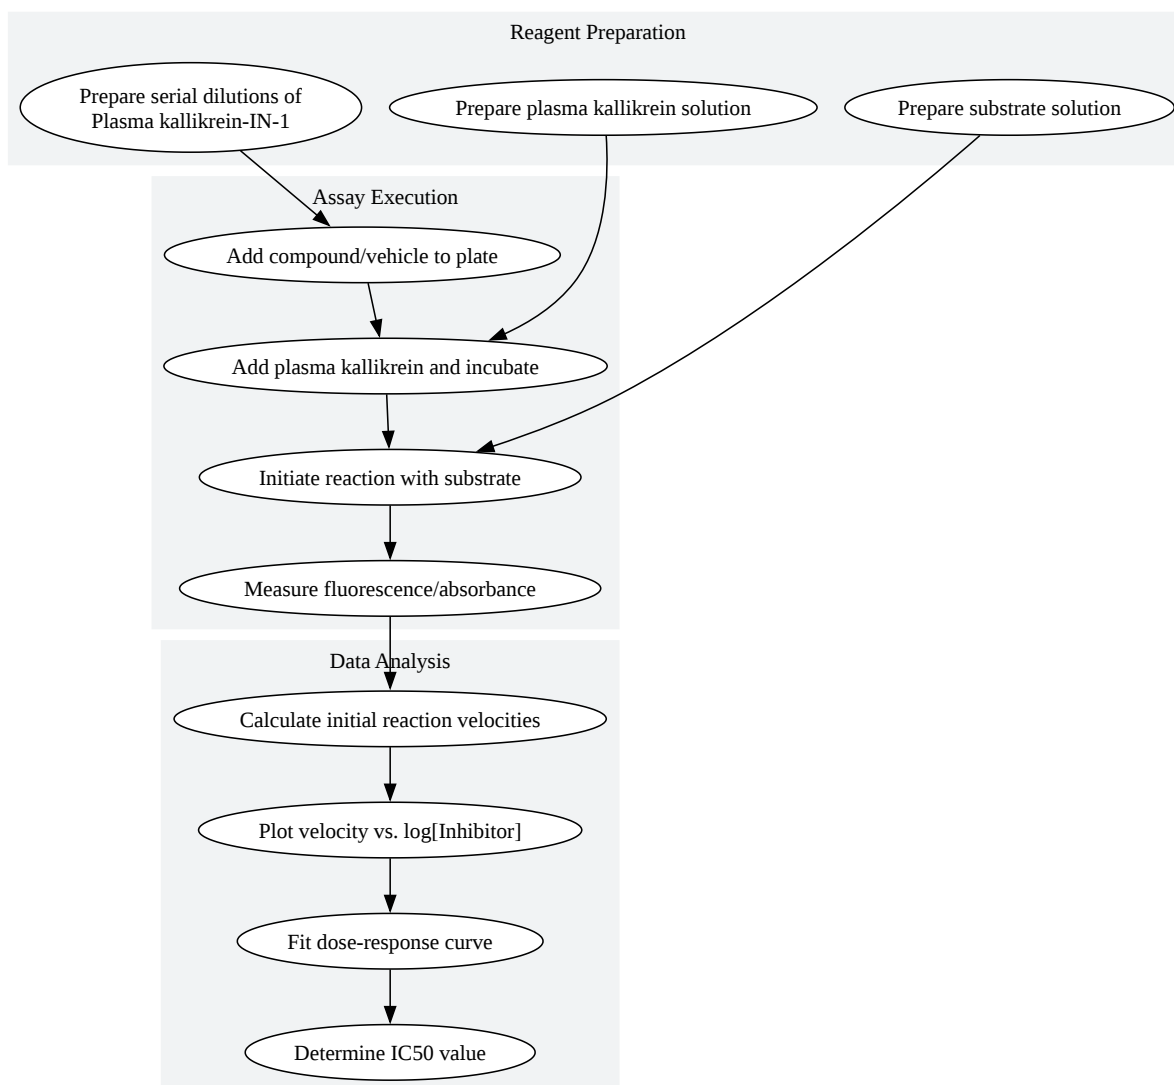 Reagent Preparation
Prepare serial dilutions of
Plasma kallikrein-IN-1
Prepare plasma kallikrein solution
Prepare substrate solution
Assay Execution
Add compound/vehicle to plate
Add plasma kallikrein and incubate
Initiate reaction with substrate
Measure fluorescence/absorbance
Data Analysis
Calculate initial reaction velocities
Plot velocity vs. log[Inhibitor]
Fit dose-response curve
Determine IC50 value